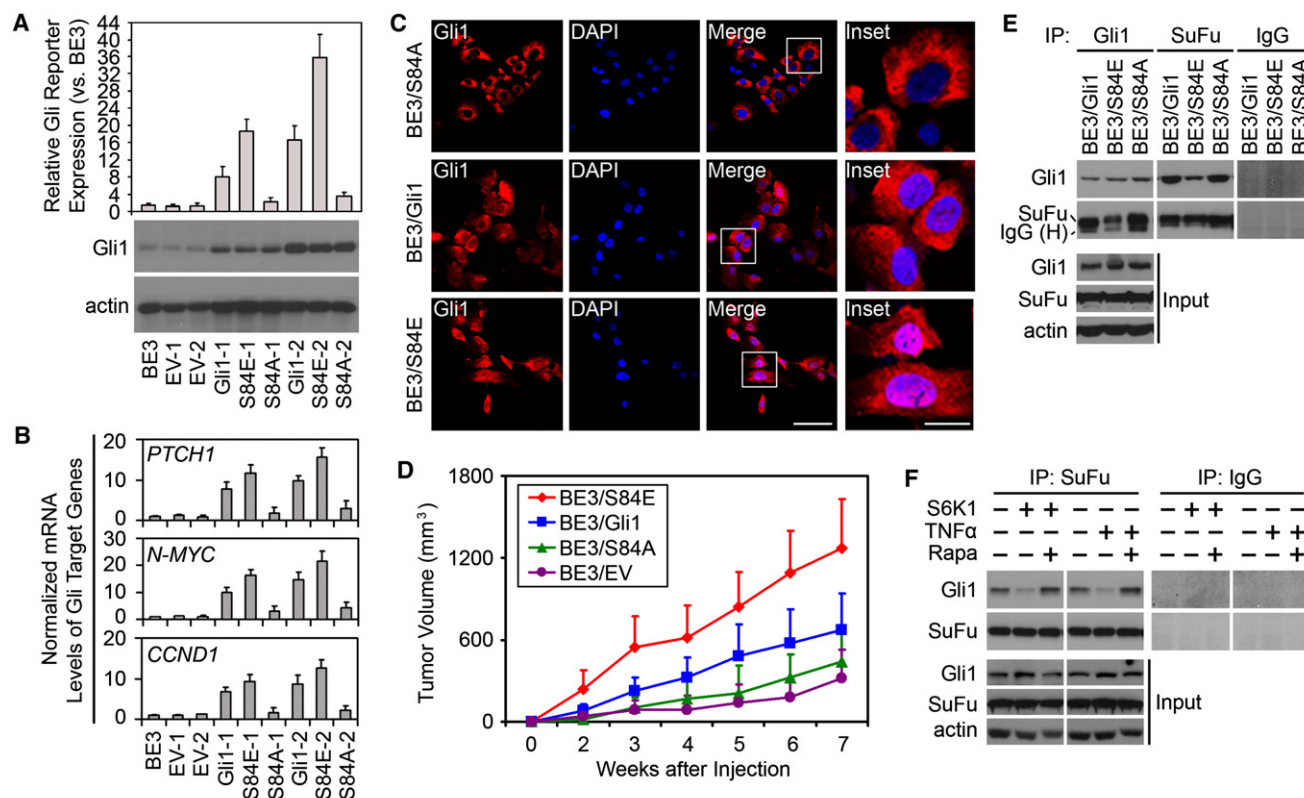 A
Relative Gli Reporter
Expression (vs. BE3)
44
40
36
32
28
24
20
16
12
8
4
0
Gli1
actin
BE3
EV-1
EV-2
Gli1-1
S84E-1
S84A-1
Gli1-2
S84E-2
S84A-2
B
Normalized mRNA
Levels of Gli Target Genes
PTCH1
20
10
0
N-MYC
30
20
10
0
CCND1
20
10
0
BE3
EV-1
EV-2
Gli1-1
S84E-1
S84A-1
Gli1-2
S84E-2
S84A-2
C
BE3/S84A
Gli1 DAPI Merge Inset
BE3/Gli1
Gli1 DAPI Merge Inset
BE3/S84E
Gli1 DAPI Merge Inset
D
Tumor Volume (mm³)
1800
1200
600
0
BE3/S84E
BE3/Gli1
BE3/S84A
BE3/EV
0 2 3 4 5 6 7
Weeks after Injection
E
IP: Gli1 SuFu IgG
BE3/Gli1
BE3/S84E
BE3/S84A
BE3/Gli1
BE3/S84E
BE3/S84A
BE3/Gli1
BE3/S84E
BE3/S84A
Gli1
SuFu
IgG (H)
Gli1
SuFu
actin
Input
F
IP: SuFu IP: IgG
S6K1 − + + − − − − + + − − −
TNFα − − − − + + − − − − + +
Rapa − − + − − + − − + − − +
Gli1
SuFu
Gli1
SuFu
actin
Input